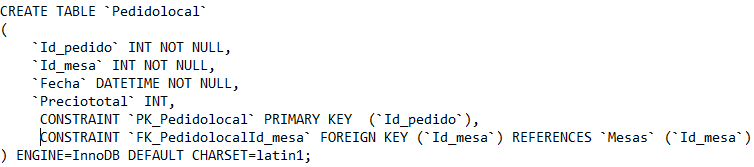 CREATE TABLE `Pedidolocal`
(
    `Id_pedido` INT NOT NULL,
    `Id_mesa` INT NOT NULL,
    `Fecha` DATETIME NOT NULL,
    `Preciototal` INT,
     CONSTRAINT `PK_Pedidolocal` PRIMARY KEY  (`Id_pedido`),
     CONSTRAINT `FK_PedidolocalId_mesa` FOREIGN KEY (`Id_mesa`) REFERENCES `Mesas` (`Id_mesa`)
) ENGINE=InnoDB DEFAULT CHARSET=latin1;